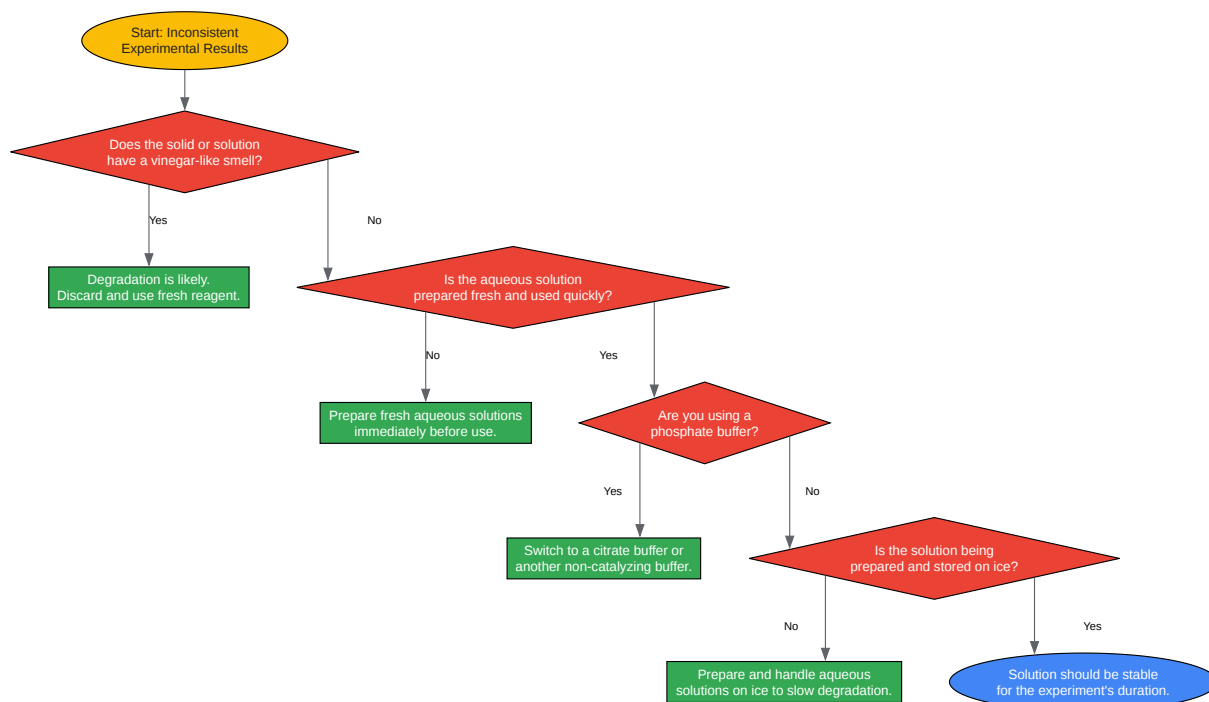 Start: Inconsistent
Experimental Results
Does the solid or solution
have a vinegar-like smell?
Yes
No
Degradation is likely.
Discard and use fresh reagent.
Is the aqueous solution
prepared fresh and used quickly?
No
Yes
Prepare fresh aqueous solutions
immediately before use.
Are you using a
phosphate buffer?
Yes
No
Switch to a citrate buffer or
another non-catalyzing buffer.
Is the solution being
prepared and stored on ice?
No
Yes
Prepare and handle aqueous
solutions on ice to slow degradation.
Solution should be stable
for the experiment's duration.